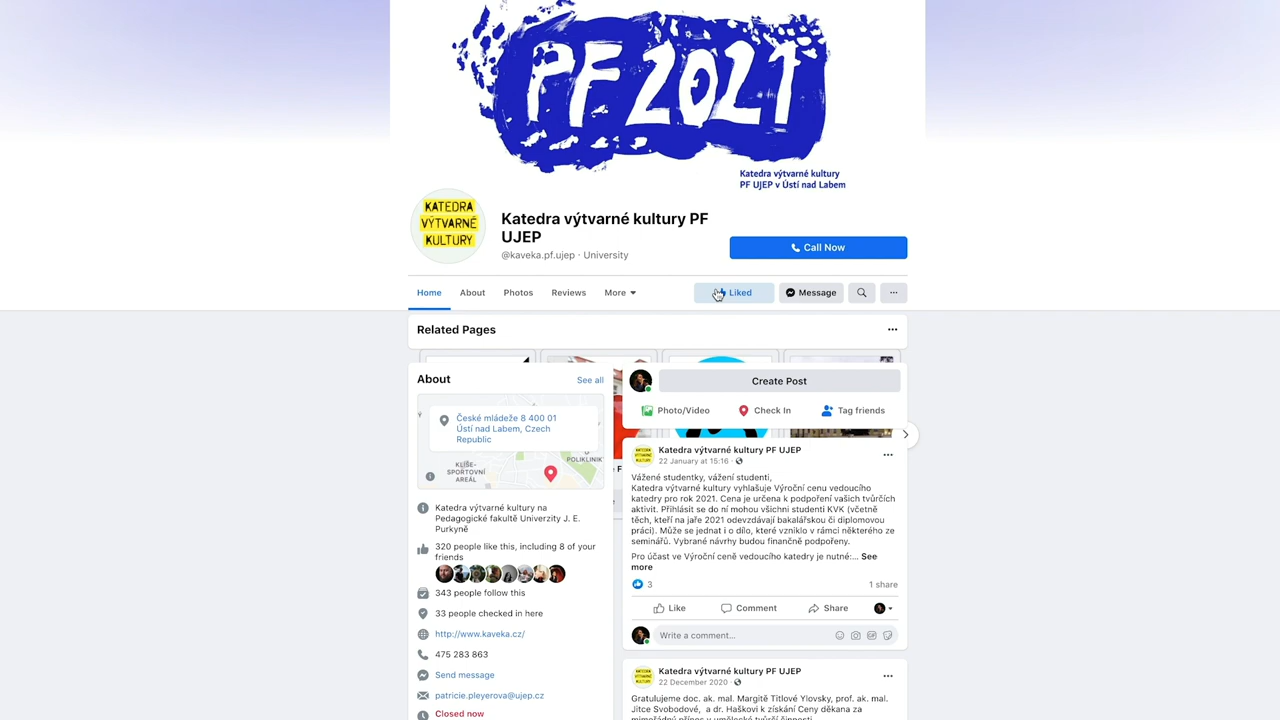 PF 2021
Katedra výtvarné kultury
PF UJEP v Ústí nad Labem
KATEDRA
VÝTVARNÉ
KULTURY
Katedra výtvarné kultury PF
UJEP
@kaveka.pf.ujep · University
Call Now
Home
About
Photos
Reviews
More
Liked
Message
Related Pages
About
See all
České mládeže 8 400 01
Ústí nad Labem, Czech
Republic
KLÍŠE-
SPORTOVNÍ
AREÁL
POLIKLINIK
Katedra výtvarné kultury na
Pedagogické fakultě Univerzity J. E.
Purkyně
320 people like this, including 8 of your
friends
343 people follow this
33 people checked in here
http://www.kaveka.cz/
475 283 863
Send message
patricie.pleyerova@ujep.cz
Closed now
Create Post
Photo/Video
Check In
Tag friends
Katedra výtvarné kultury PF UJEP
22 January at 15:16 ·
Vážené studentky, vážení studenti,
Katedra výtvarné kultury vyhlašuje Výroční cenu vedoucího
katedry pro rok 2021. Cena je určena k podpoření vašich tvůrčích
aktivit. Přihlásit se do ní mohou všichni studenti KVK (včetně
těch, kteří na jaře 2021 odevzdávají bakalářskou či diplomovou
práci). Může se jednat i o dílo, které vzniklo v rámci některého ze
seminářů. Vybrané návrhy budou finančně podpořeny.
Pro účast ve Výroční ceně vedoucího katedry je nutné:... See
more
3
1 share
Like
Comment
Share
Write a comment...
Katedra výtvarné kultury PF UJEP
22 December 2020 ·
Gratulujeme doc. ak. mal. Margitě Titlové Ylovsky, prof. ak. mal.
Jitce Svobodové, a dr. Haškovi k získání Ceny děkana za
mimořádný přínos v umělecké tvůrčí činnosti